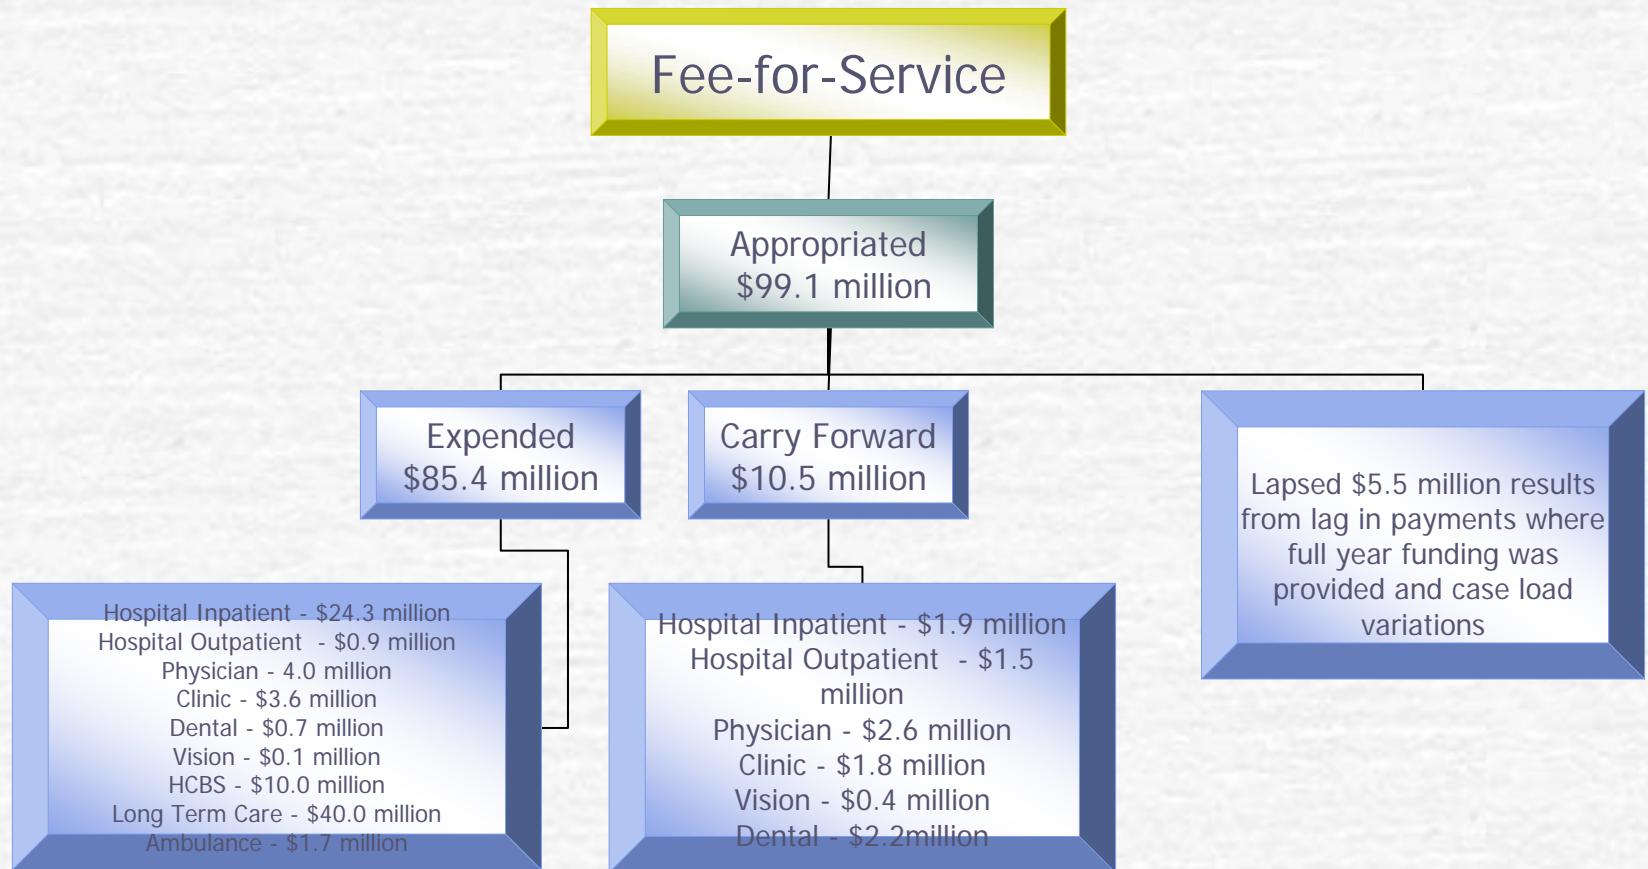 Fee-for-Service
Appropriated
$99.1 million
Expended
$85.4 million
Carry Forward
$10.5 million
Lapsed $5.5 million results
from lag in payments where
full year funding was
provided and case load
variations
Hospital Inpatient - $24.3 million
Hospital Outpatient - $0.9 million
Physician - 4.0 million
Clinic - $3.6 million
Dental - $0.7 million
Vision - $0.1 million
HCBS - $10.0 million
Long Term Care - $40.0 million
Ambulance - $1.7 million
Hospital Inpatient - $1.9 million
Hospital Outpatient - $1.5
million
Physician - $2.6 million
Clinic - $1.8 million
Vision - $0.4 million
Dental - $2.2million